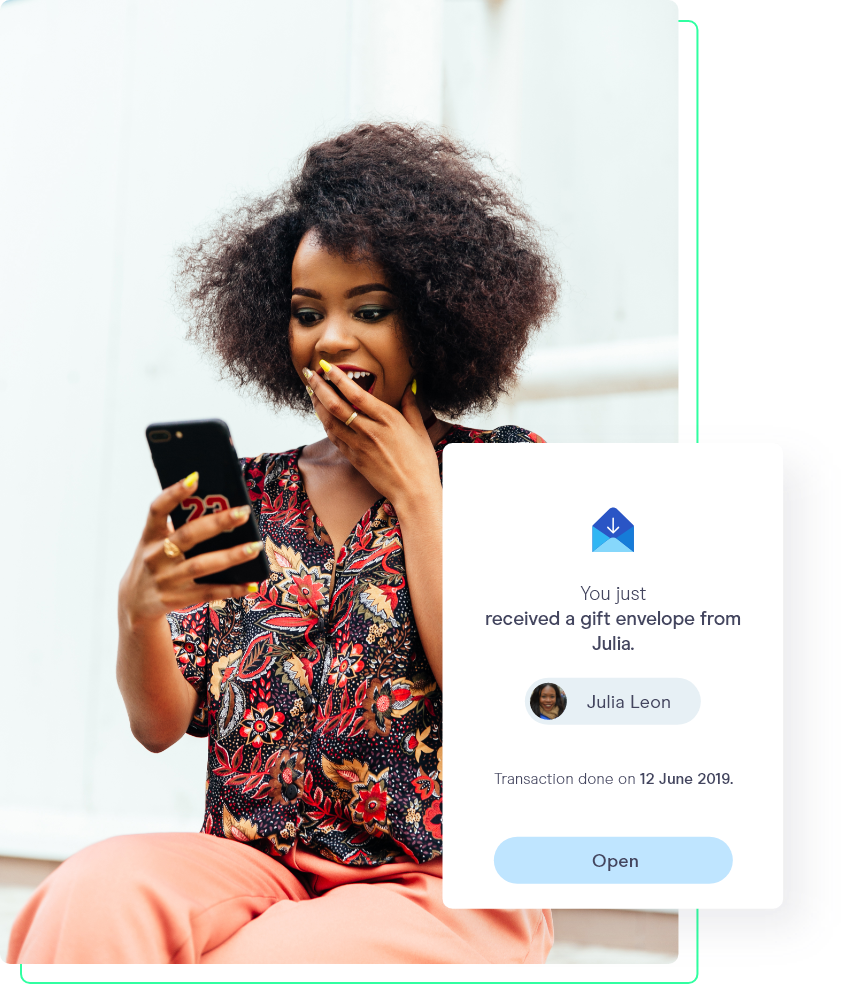 23
You just
received a gift envelope from
Julia.
Julia Leon
Transaction done on 12 June 2019.
Open